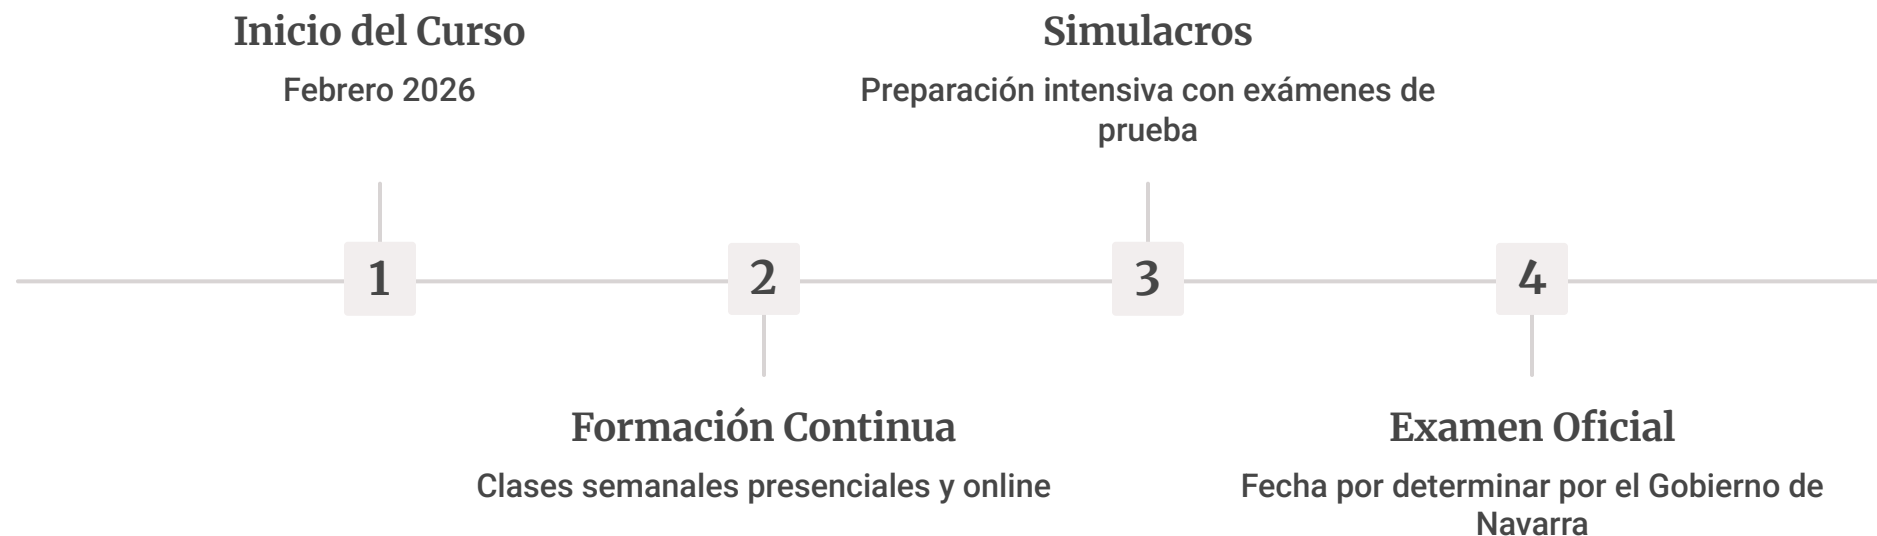 Inicio del Curso
Febrero 2026
Simulacros
Preparación intensiva con exámenes de
prueba
1
2
3
4
Formación Continua
Clases semanales presenciales y online
Examen Oficial
Fecha por determinar por el Gobierno de
Navarra